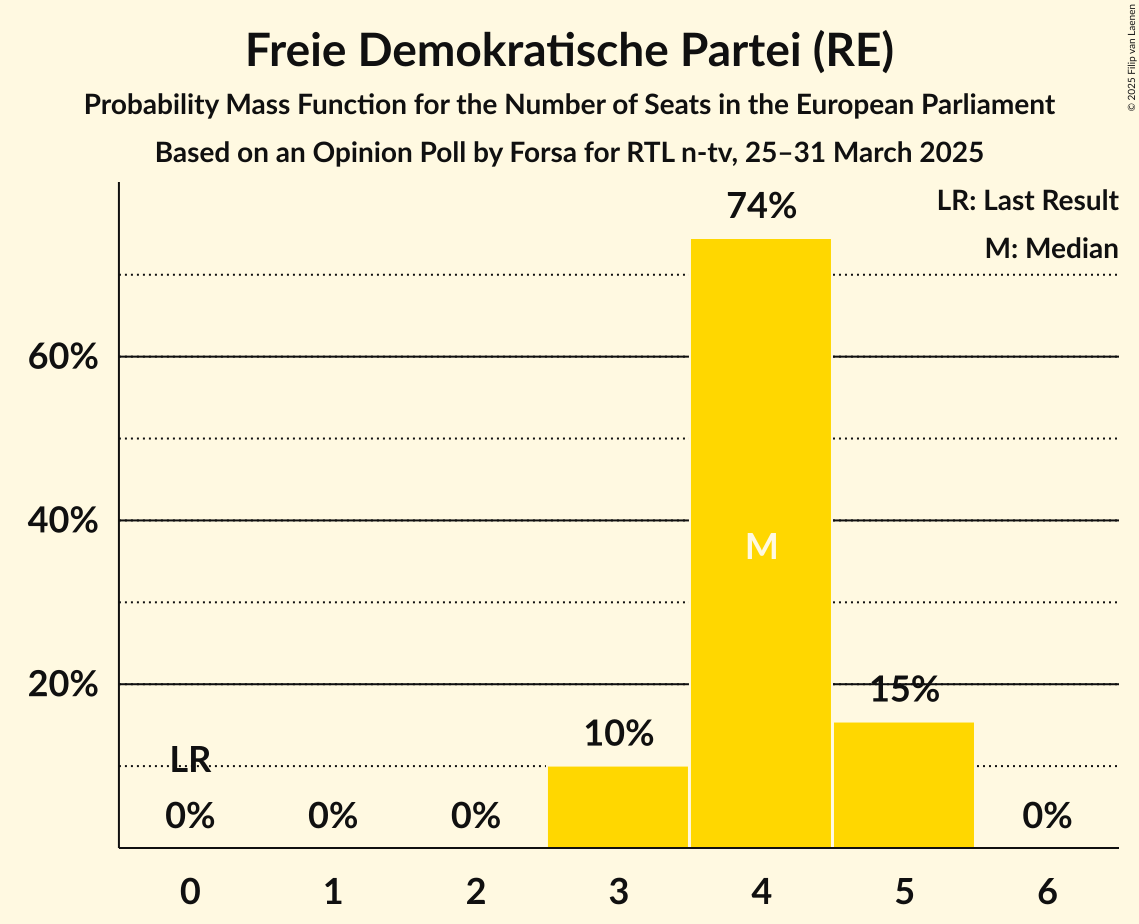 Freie Demokratische Partei (RE)
Probability Mass Function for the Number of Seats in the European Parliament
Based on an Opinion Poll by Forsa for RTL n-tv, 25–31 March 2025
© 2025 Filip van Laenen
LR: Last Result
M: Median
74%
60%
40%
M
20%
15%
10%
LR
0% 0% 0% 0%
0 1 2 3 4 5 6